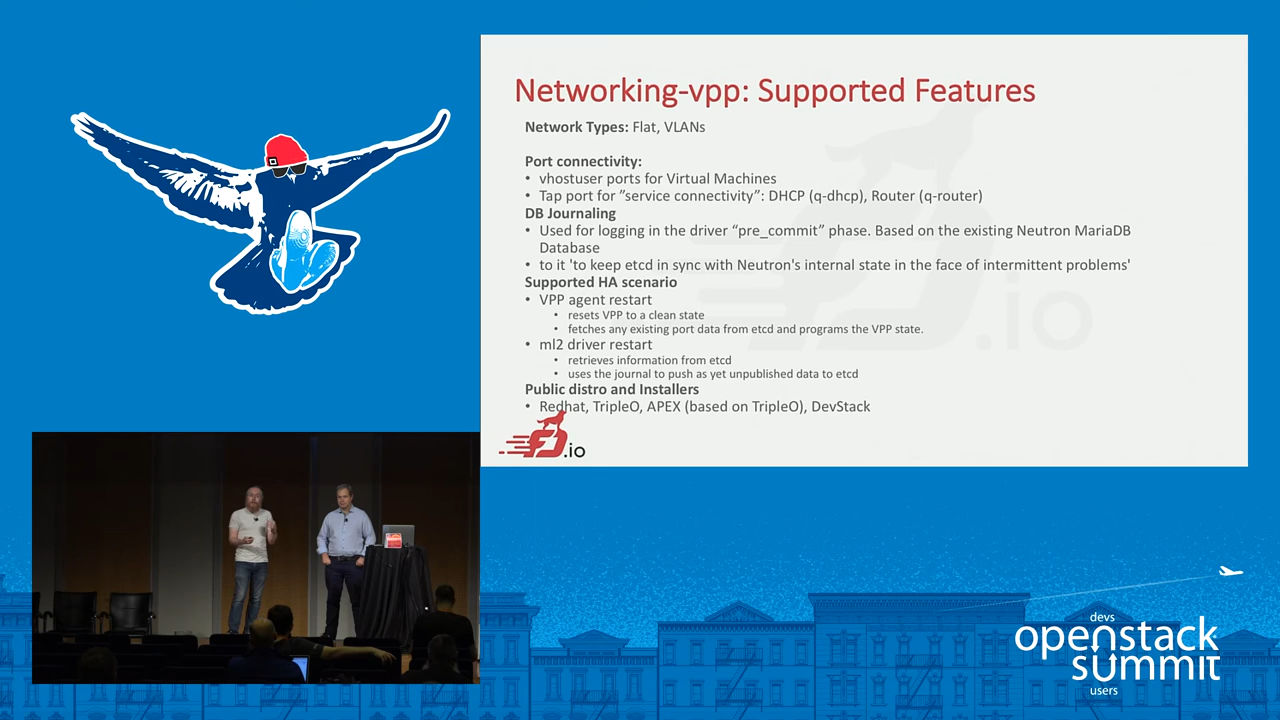 Networking-vpp: Supported Features
Network Types: Flat, VLANs
Port connectivity:
• vhostuser ports for Virtual Machines
• Tap port for ”service connectivity”: DHCP (q-dhcp), Router (q-router)
DB Journaling
• Used for logging in the driver “pre_commit” phase. Based on the existing Neutron MariaDB
Database
• to it 'to keep etcd in sync with Neutron's internal state in the face of intermittent problems'
Supported HA scenario
• VPP agent restart
• resets VPP to a clean state
• fetches any existing port data from etcd and programs the VPP state.
• ml2 driver restart
• retrieves information from etcd
• uses the journal to push as yet unpublished data to etcd
Public distro and Installers
• Redhat, TripleO, APEX (based on TripleO), DevStack
FD.io
.io
devs
openstack
summit
users